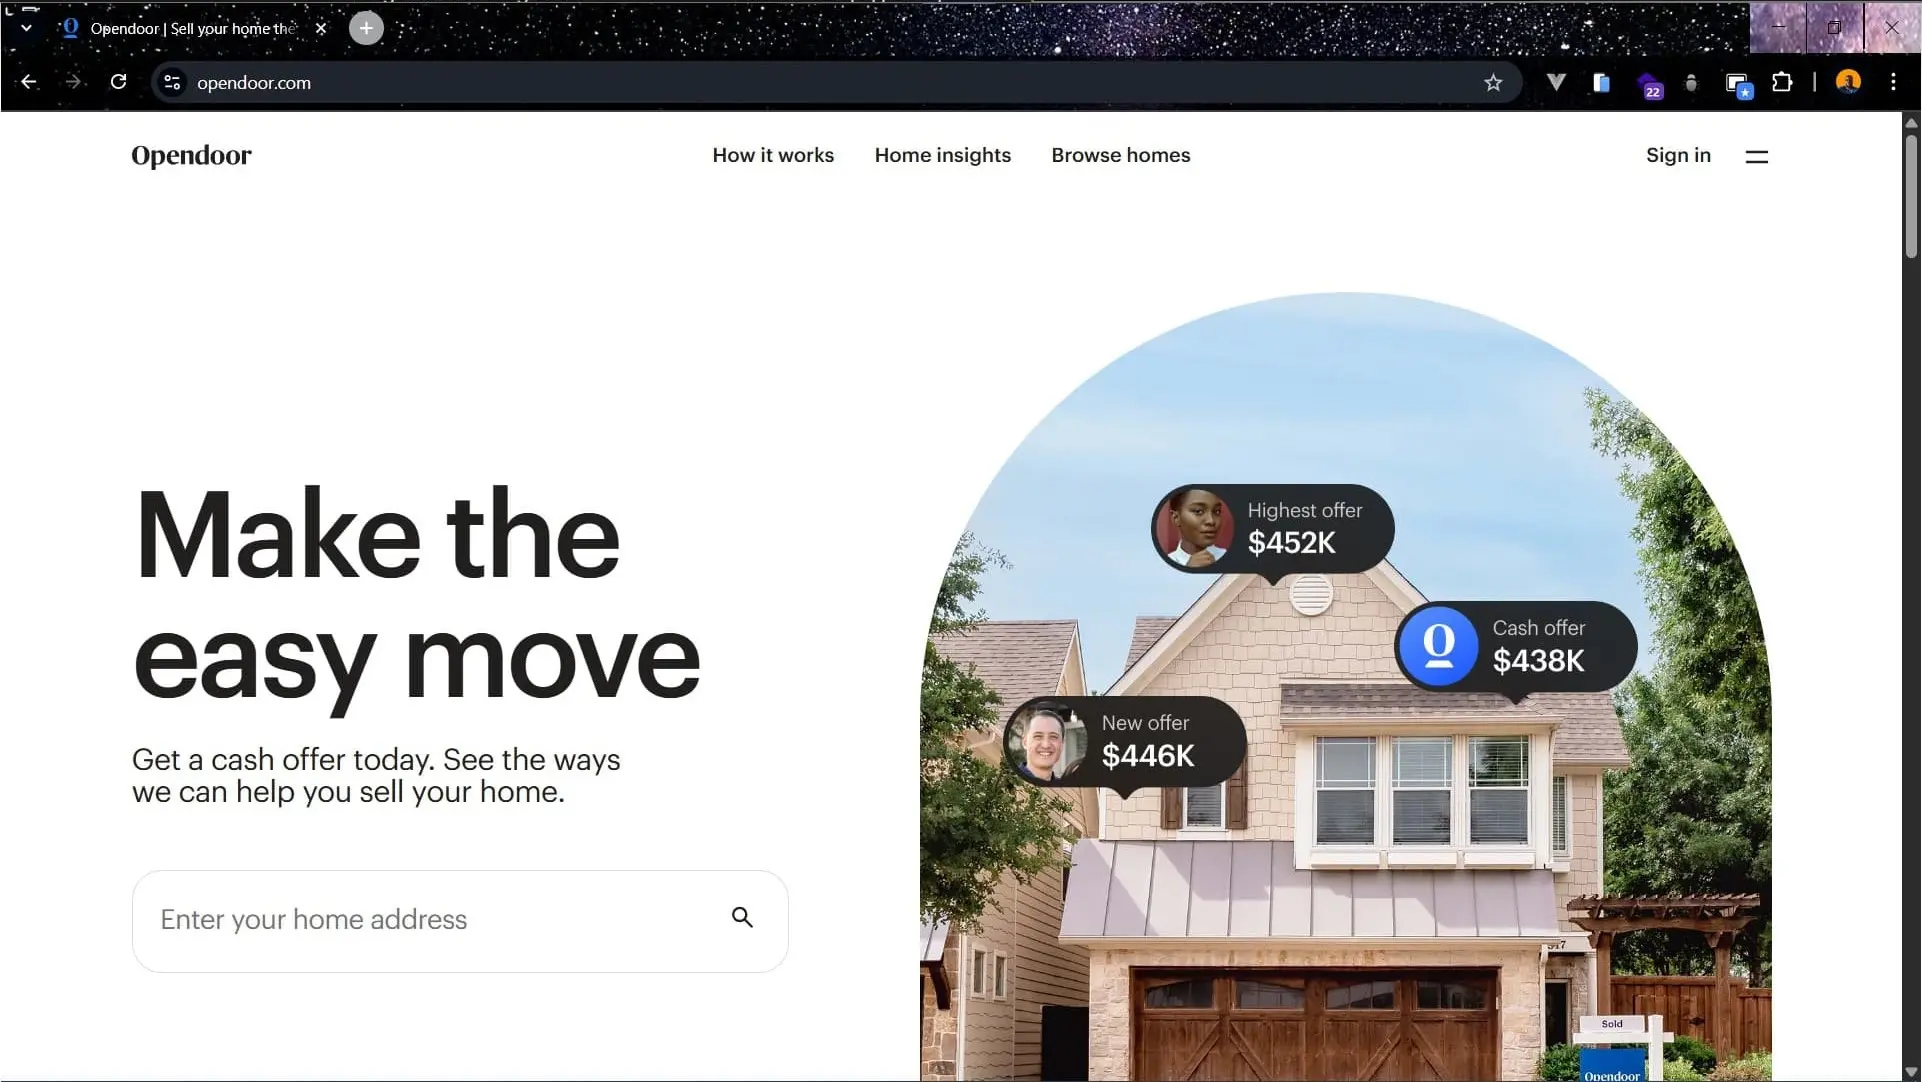 Opendoor | Sell your home the
opendoor.com
22
Opendoor
How it works
Home insights
Browse homes
Sign in
Make the
easy move
Get a cash offer today. See the ways
we can help you sell your home.
Enter your home address
Highest offer
$452K
Cash offer
$438K
New offer
$446K
Sold
Opendoor